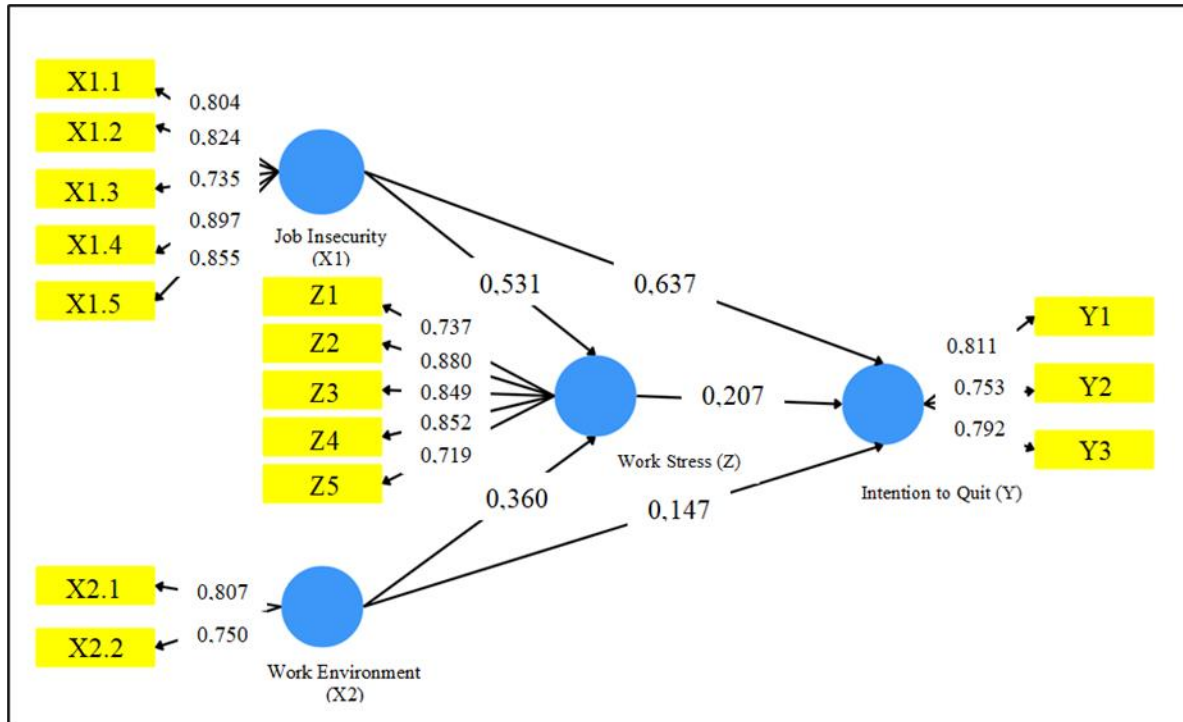 X1.1
0.804
X1.2
0.824
X1.3
0.735
X1.4
0.897
X1.5
0.855
Job Insecurity
(X1)
0,531
0,637
Z1
0.737
Z2
0.880
Z3
0.849
Z4
0.852
Z5
0.719
0,207
Work Stress (Z)
Y1
0.811
Y2
0.753
Y3
0.792
Intention to Quit (Y)
0,360
0,147
X2.1
0.807
X2.2
0.750
Work Environment
(X2)